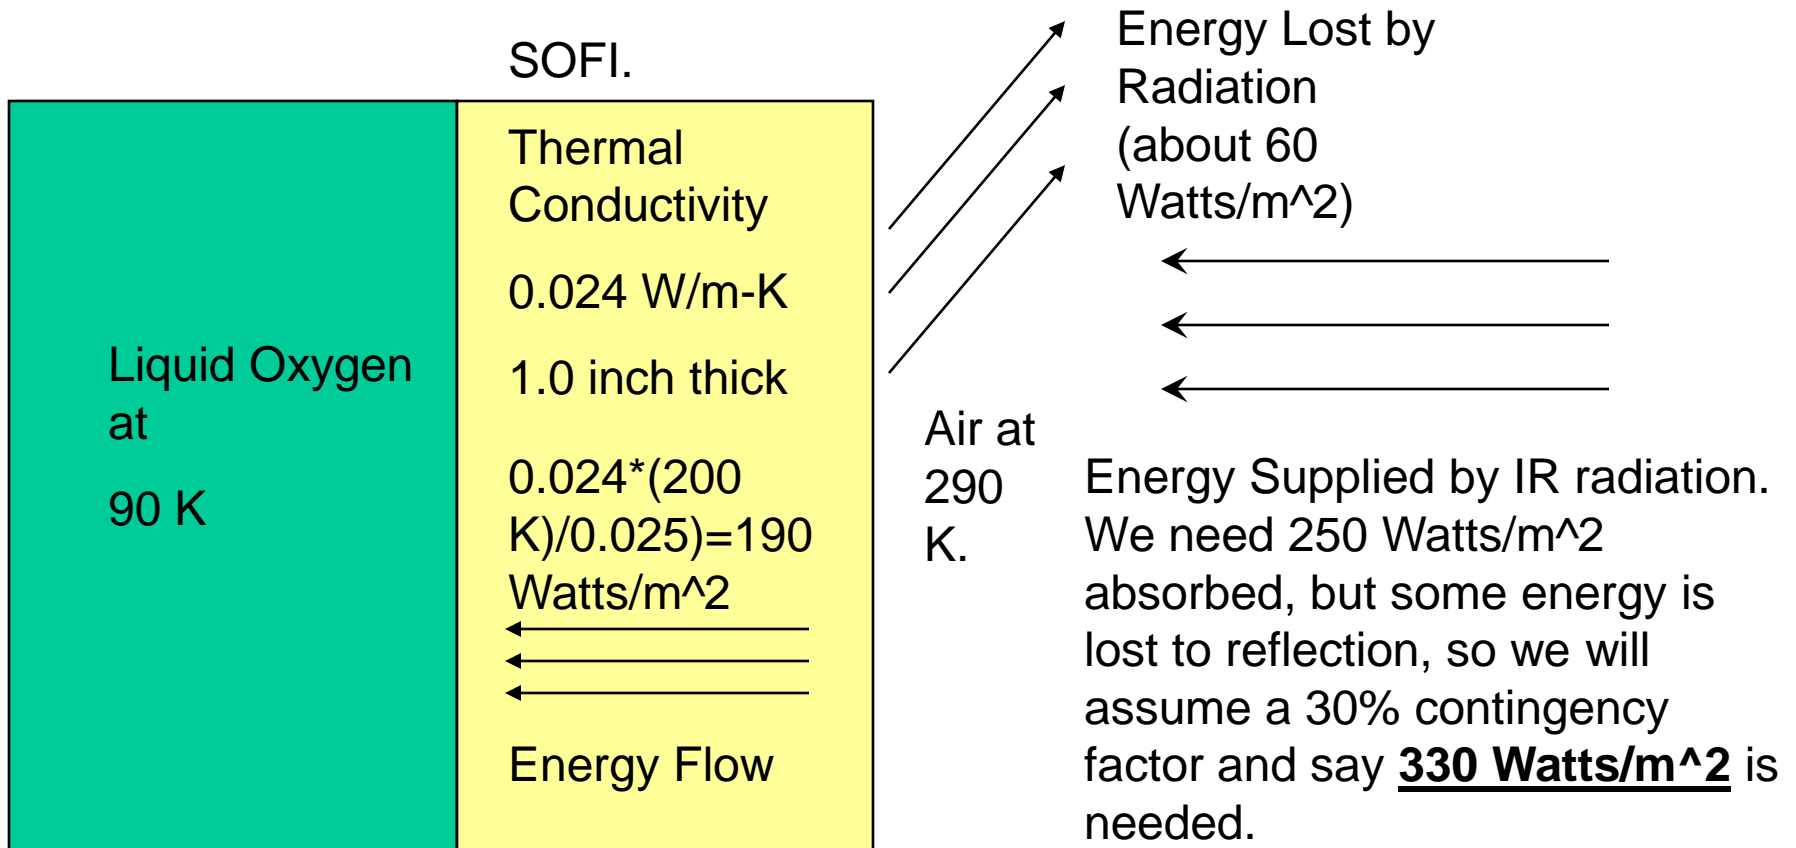 SOFI.
Thermal
Conductivity
0.024 W/m-K
1.0 inch thick
0.024*(200
K)/0.025)=190
Watts/m^2
Energy Flow
Liquid Oxygen
at
90 K
Energy Lost by
Radiation
(about 60
Watts/m^2)
Air at
290
K.
Energy Supplied by IR radiation.
We need 250 Watts/m^2
absorbed, but some energy is
lost to reflection, so we will
assume a 30% contingency
factor and say 330 Watts/m^2 is
needed.